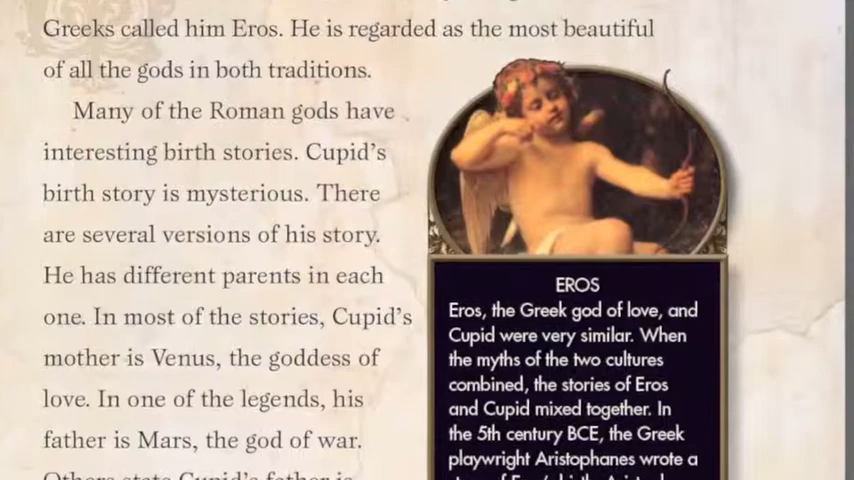 Greeks called him Eros. He is regarded as the most beautiful
of all the gods in both traditions.
Many of the Roman gods have
interesting birth stories. Cupid's
birth story is mysterious. There
are several versions of his story.
He has different parents in each
one. In most of the stories, Cupid's
mother is Venus, the goddess of
love. In one of the legends, his
father is Mars, the god of war.
Others state Cupid's father is
EROS
Eros, the Greek god of love, and
Cupid were very similar. When
the myths of the two cultures
combined, the stories of Eros
and Cupid mixed together. In
the 5th century BCE, the Greek
playwright Aristophanes wrote a